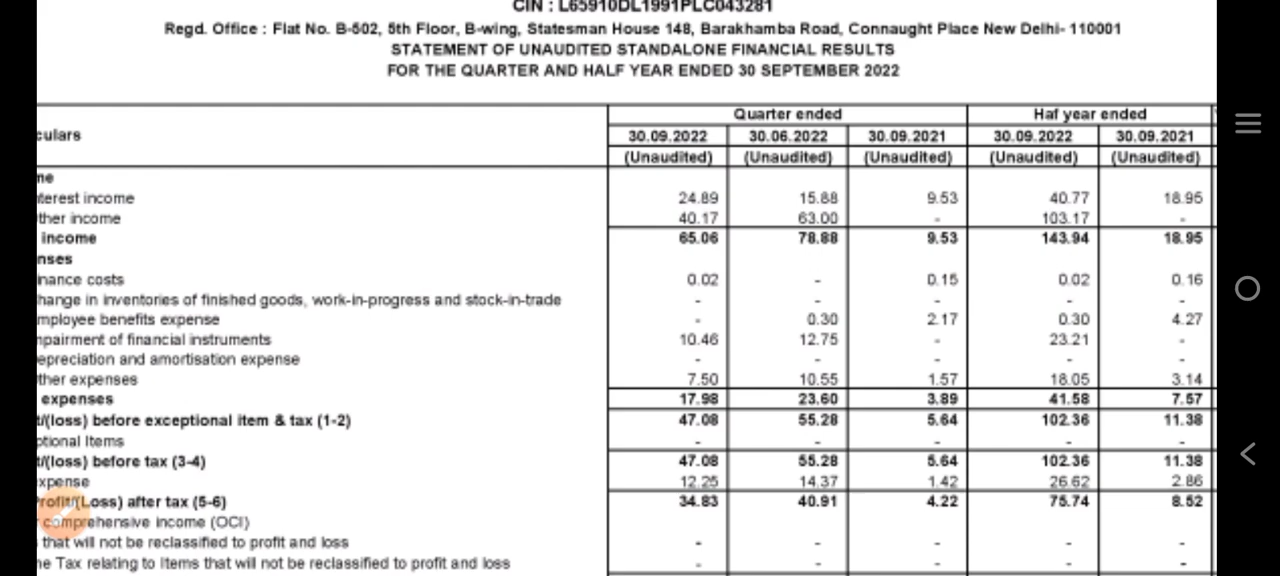 CIN : L65910DL1991PLC043281
Regd. Office : Flat No. B-502, 5th Floor, B-wing, Statesman House 148, Barakhamba Road, Connaught Place New Delhi- 110001
STATEMENT OF UNAUDITED STANDALONE FINANCIAL RESULTS
FOR THE QUARTER AND HALF YEAR ENDED 30 SEPTEMBER 2022
Quarter ended Haf year ended
culars 30.09.2022 30.06.2022 30.09.2021 30.09.2022 30.09.2021
(Unaudited) (Unaudited) (Unaudited) (Unaudited) (Unaudited)
me
terest income 24.89 15.88 9.53 40.77 18.95
ther income 40.17 63.00 - 103.17 -
income 65.06 78.88 9.53 143.94 18.95
nses
nance costs 0.02 - 0.15 0.02 0.16
hange in inventories of finished goods, work-in-progress and stock-in-trade - - - - -
mployee benefits expense - 0.30 2.17 0.30 4.27
mpairment of financial instruments 10.46 12.75 - 23.21 -
epreciation and amortisation expense - - - - -
ther expenses 7.50 10.55 1.57 18.05 3.14
expenses 17.98 23.60 3.89 41.58 7.57
t/(loss) before exceptional item & tax (1-2) 47.08 55.28 5.64 102.36 11.38
ptional Items - - - - -
t/(loss) before tax (3-4) 47.08 55.28 5.64 102.36 11.38
xpense 12.25 14.37 1.42 26.62 2.86
Profit/(Loss) after tax (5-6) 34.83 40.91 4.22 75.74 8.52
comprehensive income (OCI)
that will not be reclassified to profit and loss - - - - -
ne Tax relating to Items that will not be reclassified to profit and loss - - - - -